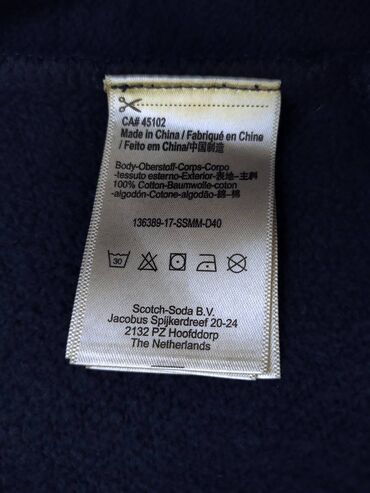 CA# 45102
Made in China / Fabriqué en Chine
/ Feito em China/中国制造
Body-Oberstoff-Corps-Corpo
-tessuto esterno-Exterior-表地-主料
100% Cotton-Baumwolle-coton
-algodón-Cotone-algodão-綿-棉
136389-17-SSMM-D40
30
Scotch-Soda B.V.
Jacobus Spijkerdreef 20-24
2132 PZ Hoofddorp
The Netherlands